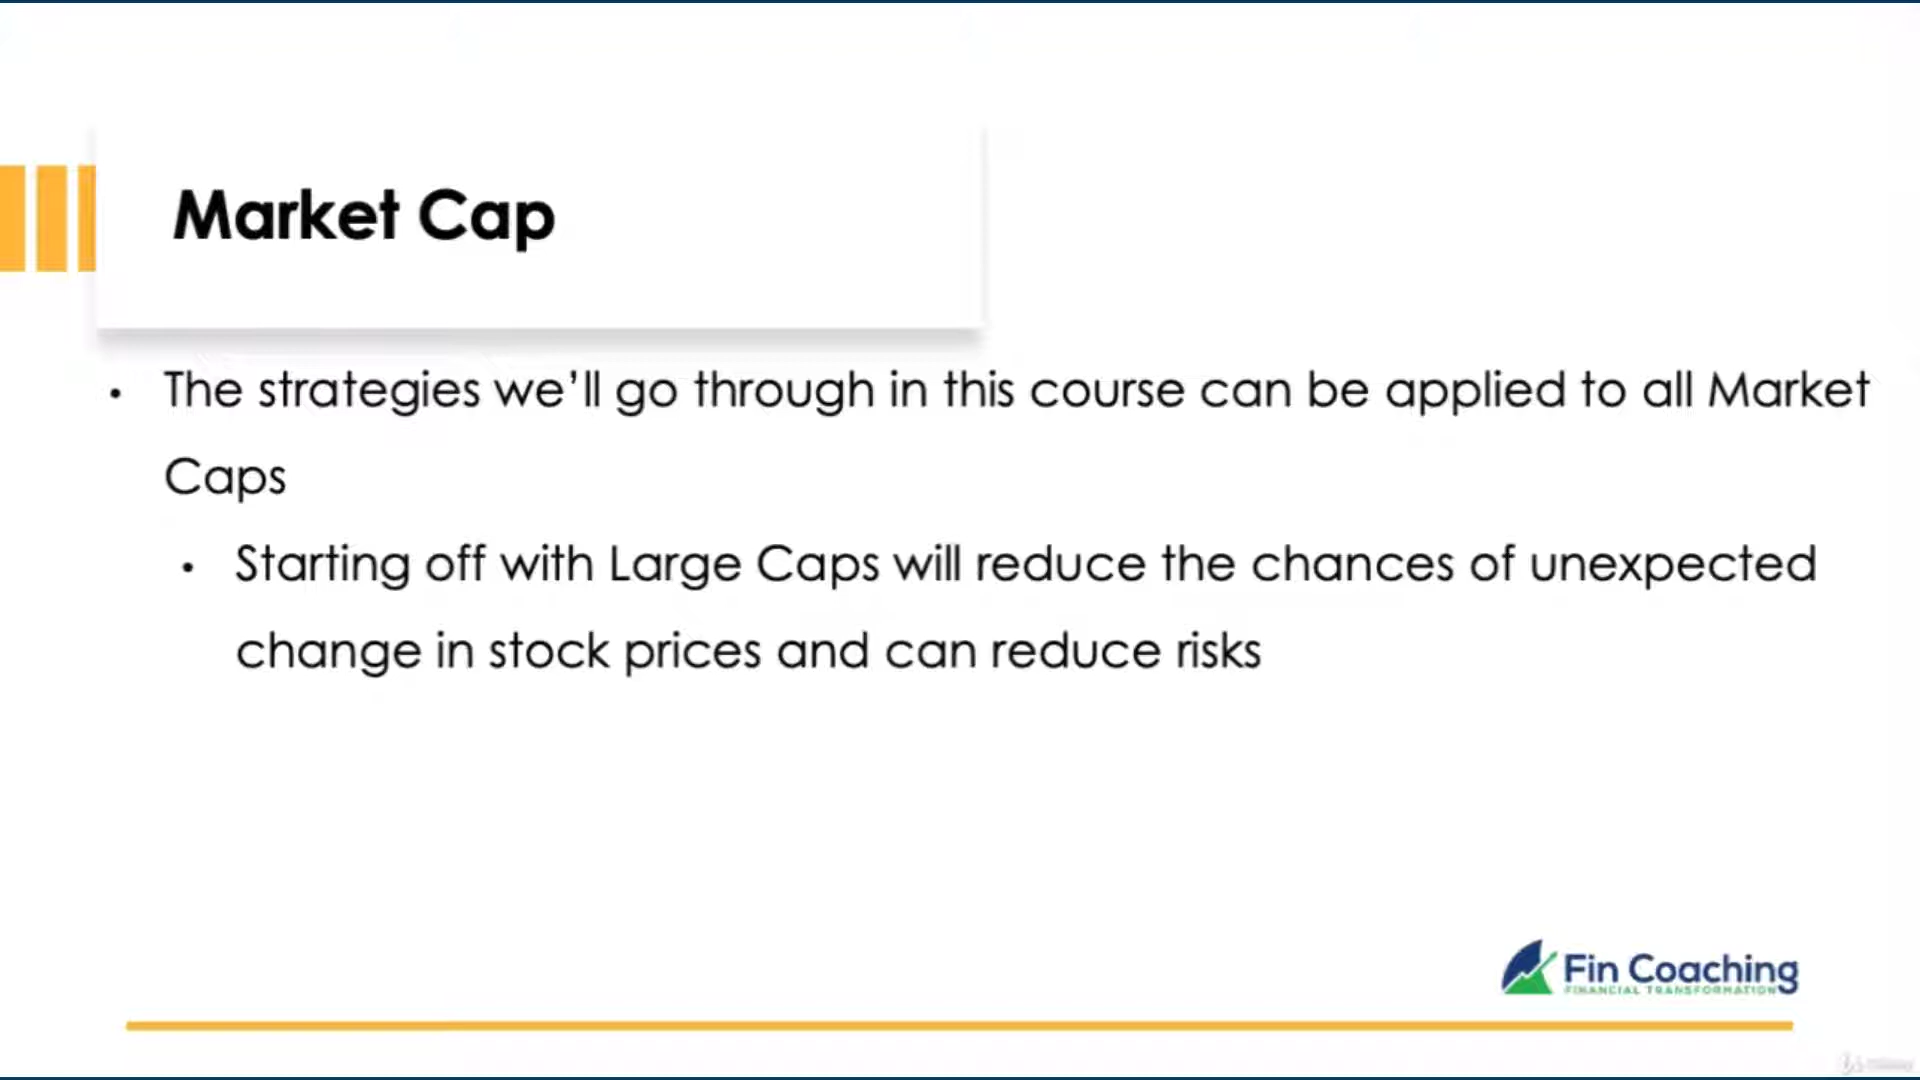 Market Cap
• The strategies we’ll go through in this course can be applied to all Market
Caps
• Starting off with Large Caps will reduce the chances of unexpected
change in stock prices and can reduce risks
Fin Coaching
FINANCIAL TRANSFORMATION